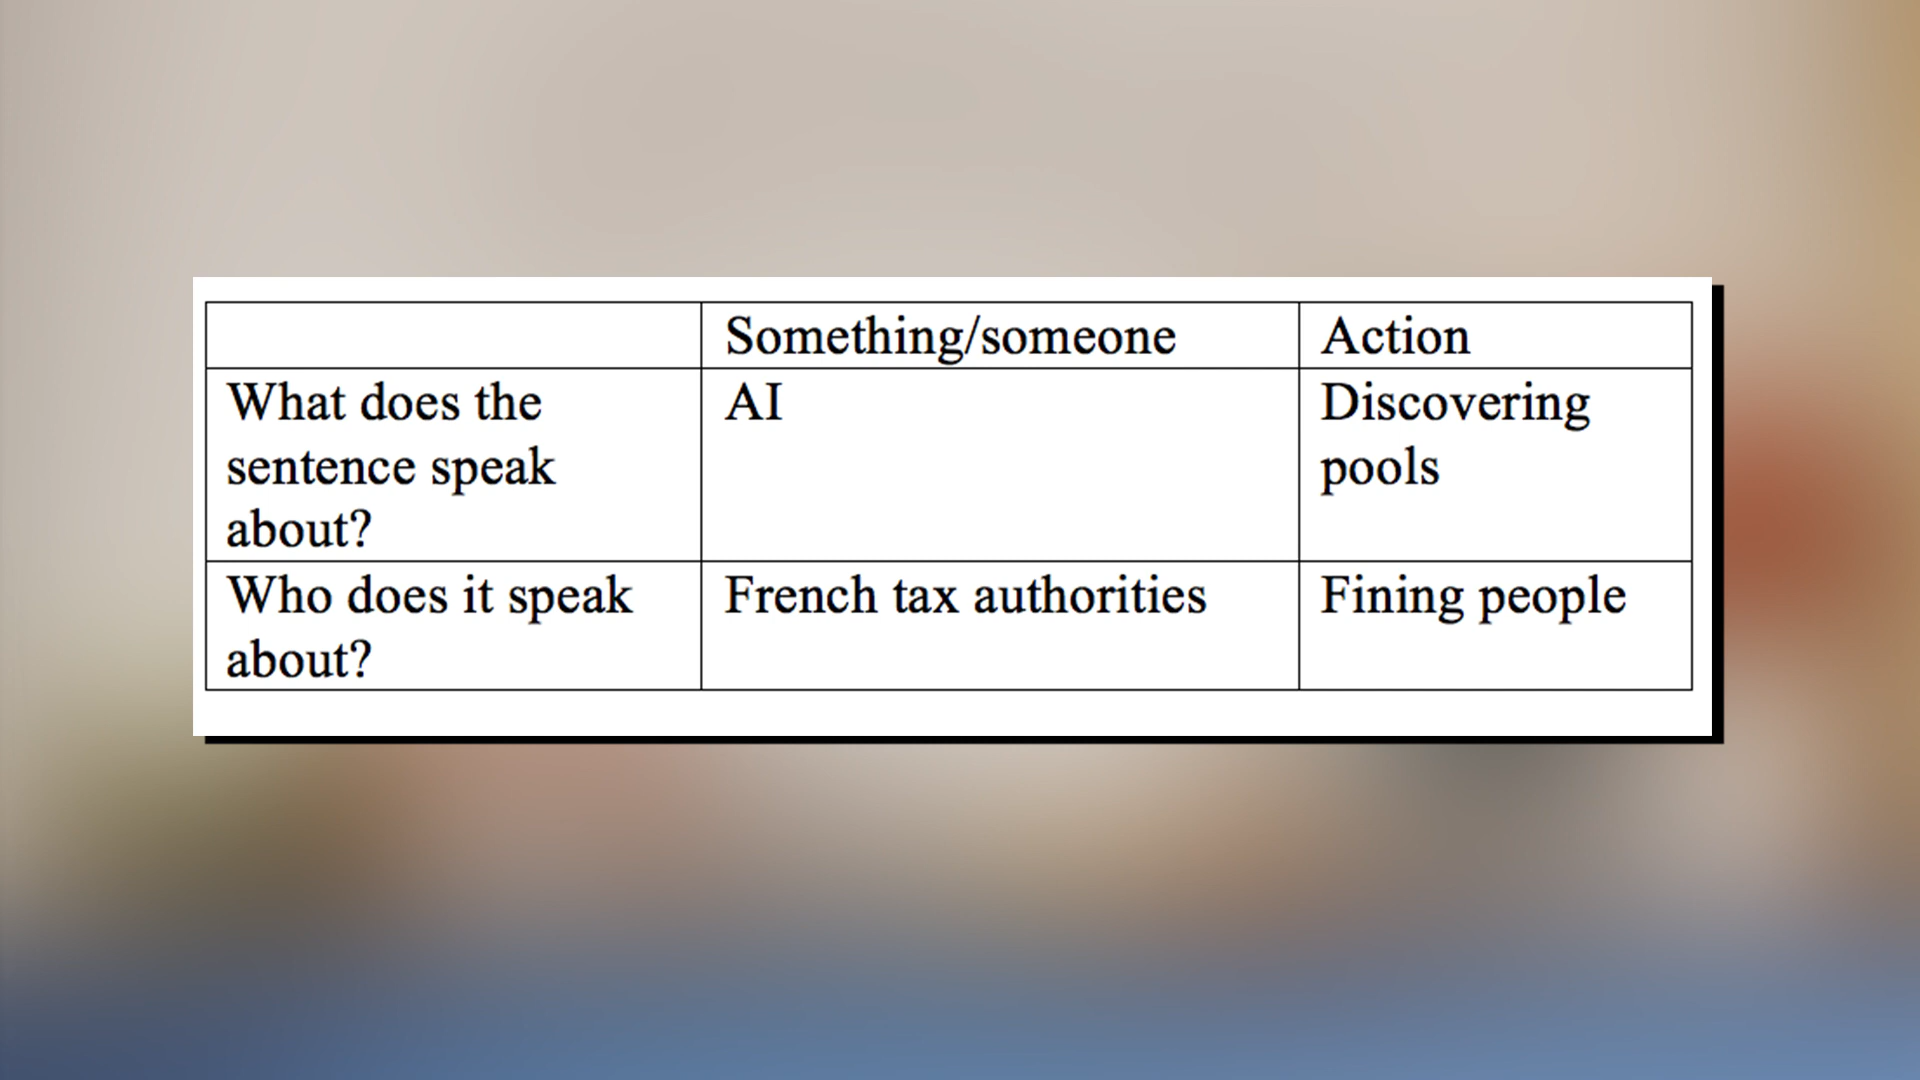 Something/someone
Action
What does the
sentence speak
about?
AI
Discovering
pools
Who does it speak
about?
French tax authorities
Fining people